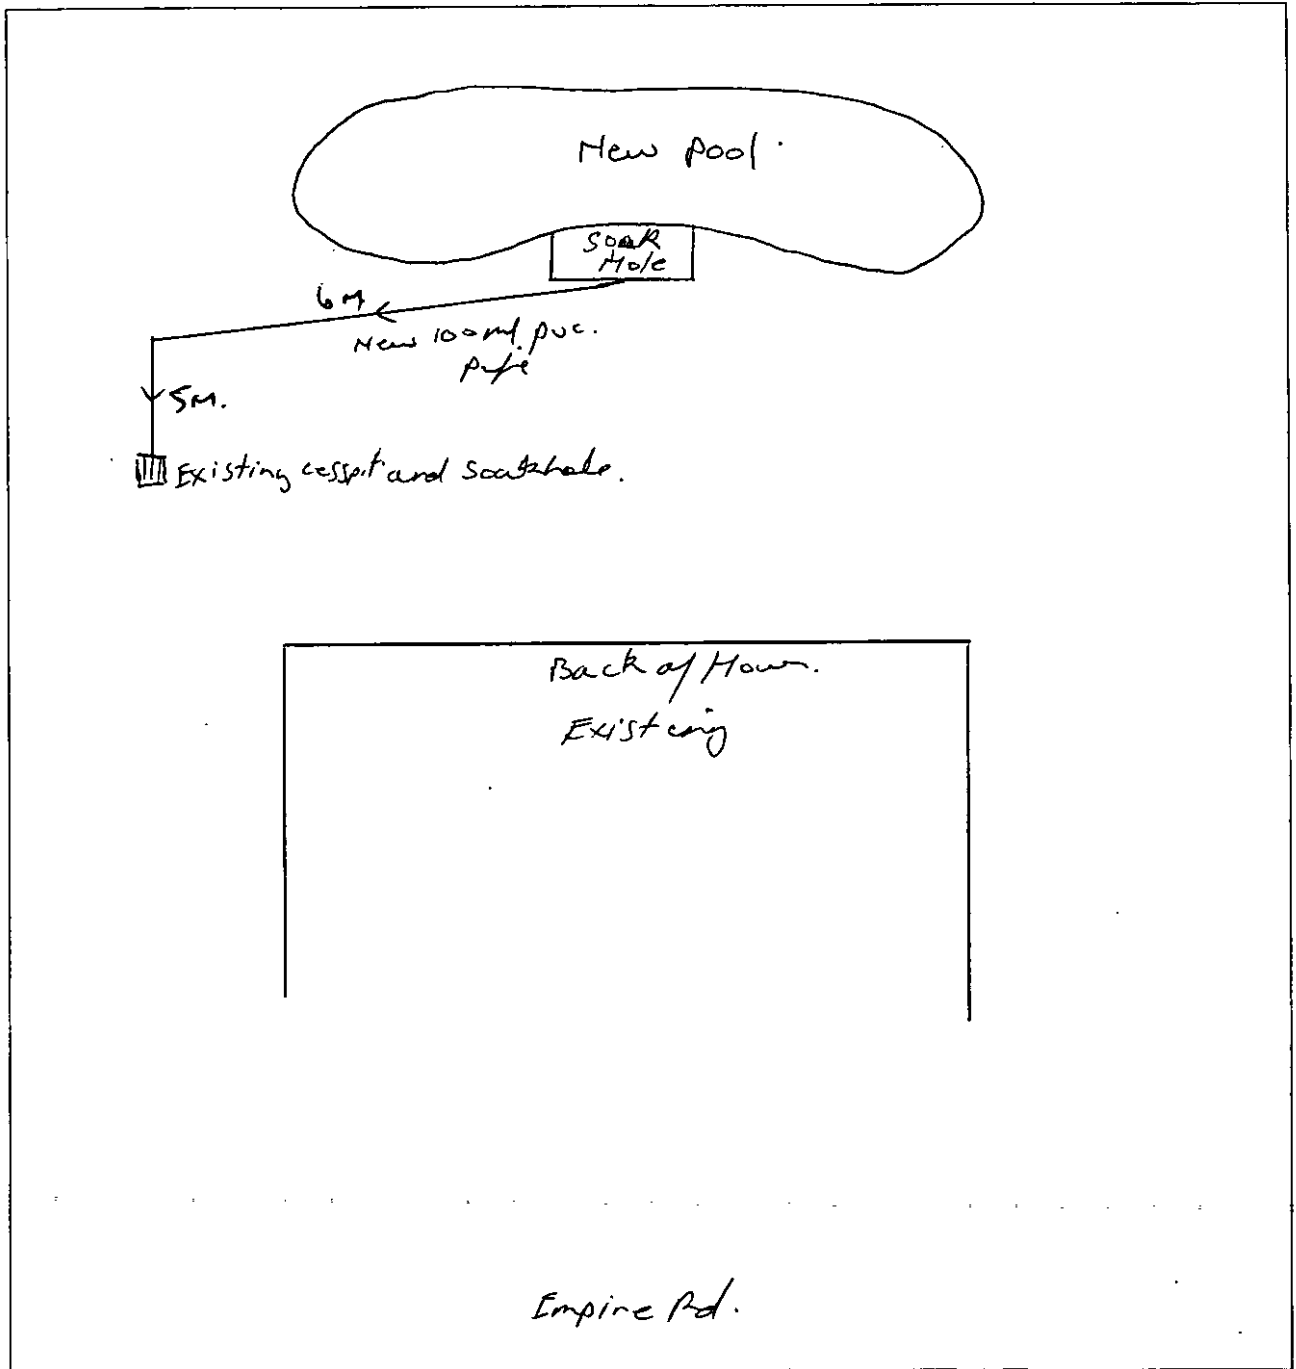 New Pool.
Soak
Hole
6M
New 100ml. pvc.
pipe
5M.
Existing cesspit and soakhole.
Back of House.
Existing
Empire Rd.